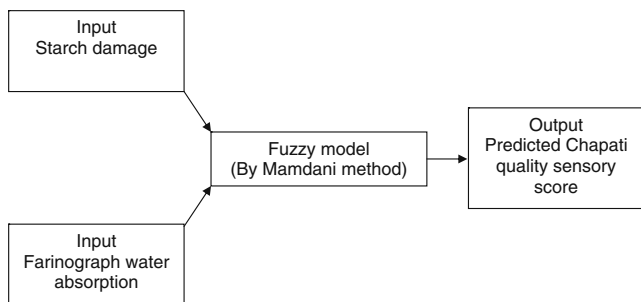 Input
Starch damage
Fuzzy model
(By Mamdani method)
Output
Predicted Chapati
quality sensory
score
Input
Farinograph water
absorption